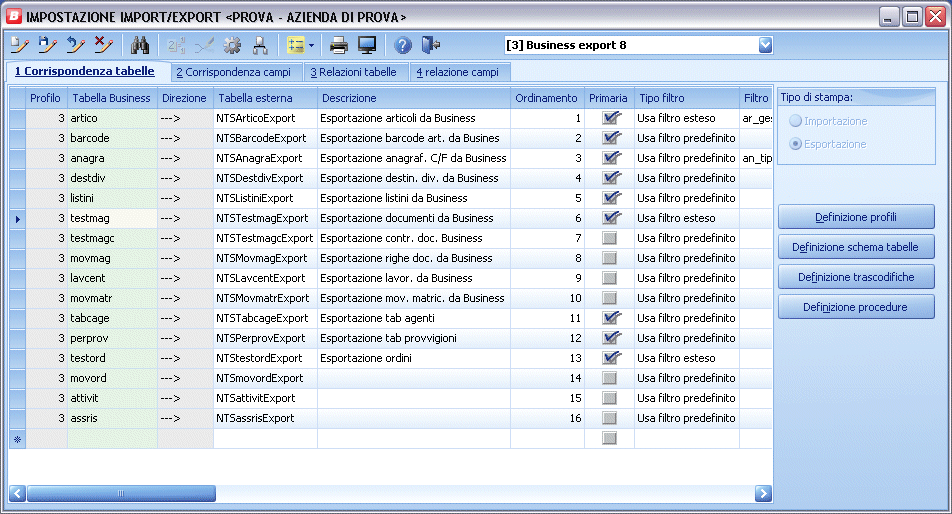 IMPOSTAZIONE IMPORT/EXPORT <PROVA - AZIENDA DI PROVA>
[3] Business export 8
1 Corrispondenza tabelle 2 Corrispondenza campi 3 Relazioni tabelle 4 relazione campi
Profilo Tabella Business Direzione Tabella esterna Descrizione Ordinamento Primaria Tipo filtro Filtro
3 artico ---> NTSArticoExport Esportazione articoli da Business 1 Usa filtro esteso ar_ges
3 barcode ---> NTSBarcodeExport Esportazione barcode art. da Busines 2 Usa filtro predefinito
3 anagra ---> NTSAnagraExport Esportazione anagraf. C/F da Business 3 Usa filtro predefinito an_tip
3 destdiv ---> NTSDestdivExport Esportazione destin. div. da Business 4 Usa filtro predefinito
3 listini ---> NTSListiniExport Esportazione listini da Business 5 Usa filtro predefinito
3 testmag ---> NTSTestmagExport Esportazione documenti da Business 6 Usa filtro esteso
3 testmagc ---> NTSTestmagcExport Esportazione contr. doc. Business 7 Usa filtro predefinito
3 movmag ---> NTSMovmagExport Esportazione righe doc. da Business 8 Usa filtro predefinito
3 lavcent ---> NTSLavcentExport Esportazione lavor. da Business 9 Usa filtro predefinito
3 movmatr ---> NTSMovmatrExport Esportazione mov. matric. da Business 10 Usa filtro predefinito
3 tabcage ---> NTSTabcageExport Esportazione tab agenti 11 Usa filtro predefinito
3 perprov ---> NTSPerprovExport Esportazione tab provvigioni 12 Usa filtro predefinito
3 testord ---> NTStestordExport Esportazione ordini 13 Usa filtro esteso
3 movord ---> NTSmovordExport 14 Usa filtro predefinito
3 attivit ---> NTSattivitExport 15 Usa filtro predefinito
3 assris ---> NTSassrisExport 16 Usa filtro predefinito
Tipo di stampa:
Importazione
Esportazione
Definizione profili
Definizione schema tabelle
Definizione trascodifiche
Definizione procedure